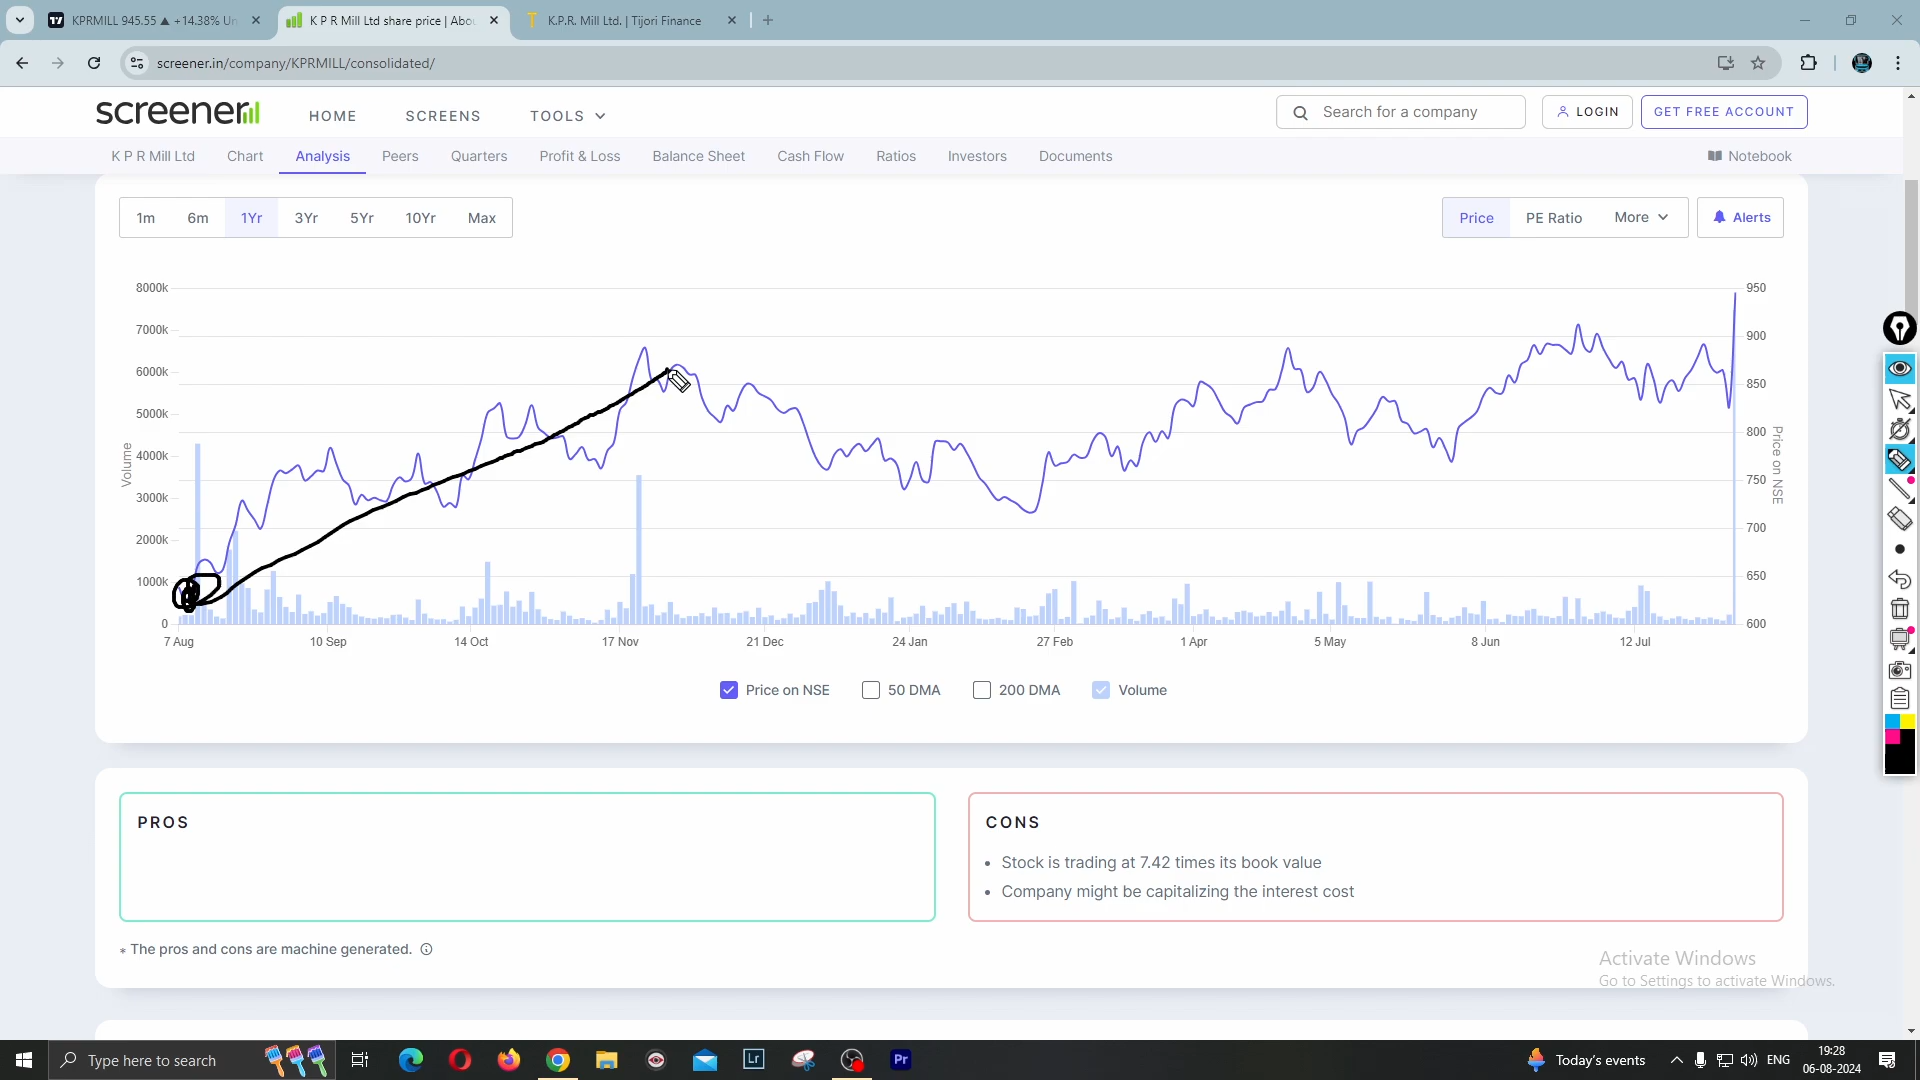 KPRMILL 945.55 ▲ +14.38% Un
K P R Mill Ltd share price | Abou
K.P.R. Mill Ltd. | Tijori Finance
screener.in/company/KPRMILL/consolidated/
screener
HOME
SCREENS
TOOLS
Search for a company
LOGIN
GET FREE ACCOUNT
K P R Mill Ltd
Chart
Analysis
Peers
Quarters
Profit & Loss
Balance Sheet
Cash Flow
Ratios
Investors
Documents
Notebook
1m
6m
1Yr
3Yr
5Yr
10Yr
Max
Price
PE Ratio
More
Alerts
8000k
7000k
6000k
5000k
4000k
3000k
2000k
1000k
0
Volume
950
900
850
800
750
700
650
600
Price on NSE
7 Aug
10 Sep
14 Oct
17 Nov
21 Dec
24 Jan
27 Feb
1 Apr
5 May
8 Jun
12 Jul
Price on NSE
50 DMA
200 DMA
Volume
PROS
CONS
Stock is trading at 7.42 times its book value
Company might be capitalizing the interest cost
* The pros and cons are machine generated.
Activate Windows
Go to Settings to activate Windows.
Type here to search
Lr
Pr
Today's events
ENG
19:28
06-08-2024